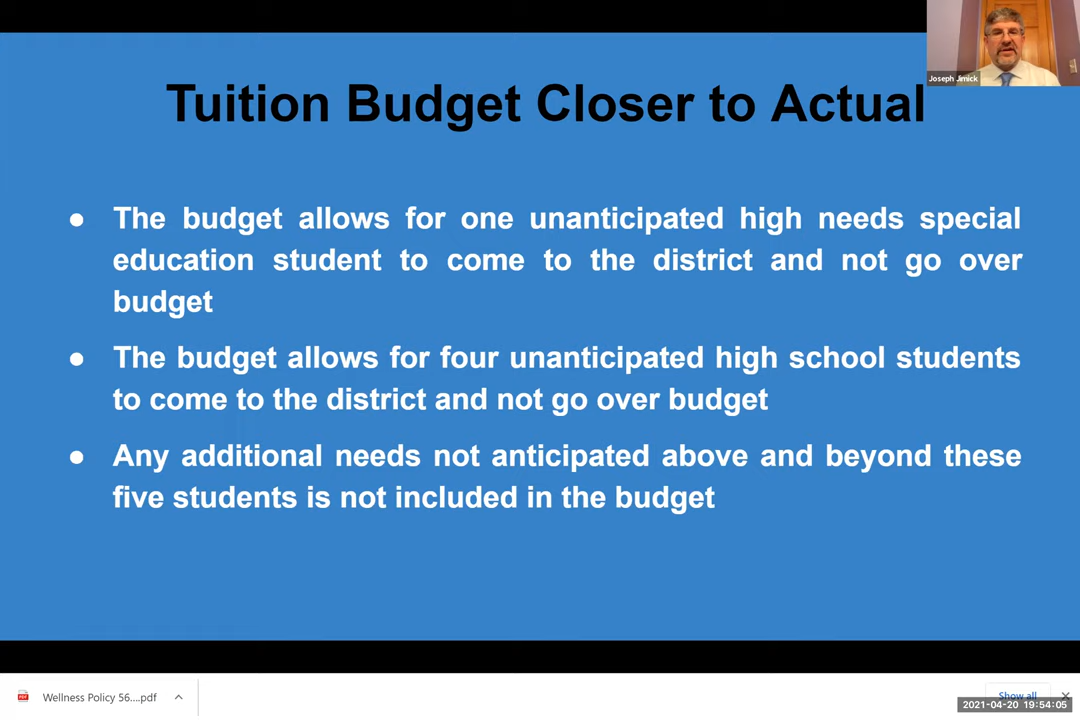 Joseph Jimick
Tuition Budget Closer to Actual
● The budget allows for one unanticipated high needs special
education student to come to the district and not go over
budget
● The budget allows for four unanticipated high school students
to come to the district and not go over budget
● Any additional needs not anticipated above and beyond these
five students is not included in the budget
PDF
Wellness Policy 56....pdf
Show all
2021-04-20 19:54:05